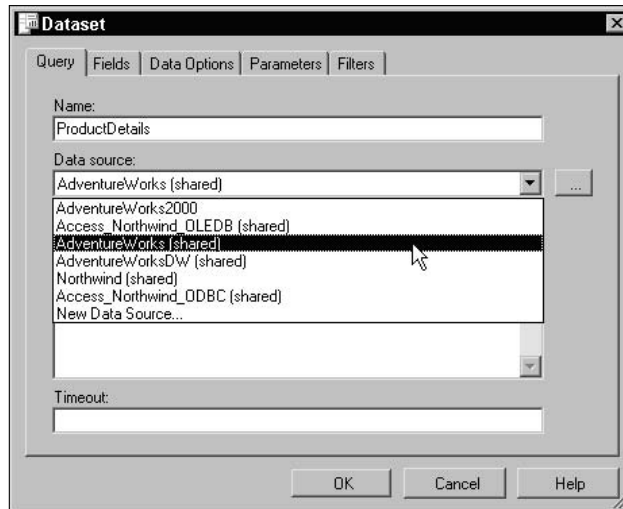 Dataset
Query Fields Data Options Parameters Filters
Name:
ProductDetails
Data source:
AdventureWorks (shared)
...
AdventureWorks2000
Access_Northwind_OLEDB (shared)
AdventureWorks (shared)
AdventureWorksDW (shared)
Northwind (shared)
Access_Northwind_ODBC (shared)
New Data Source...
Timeout:
OK Cancel Help